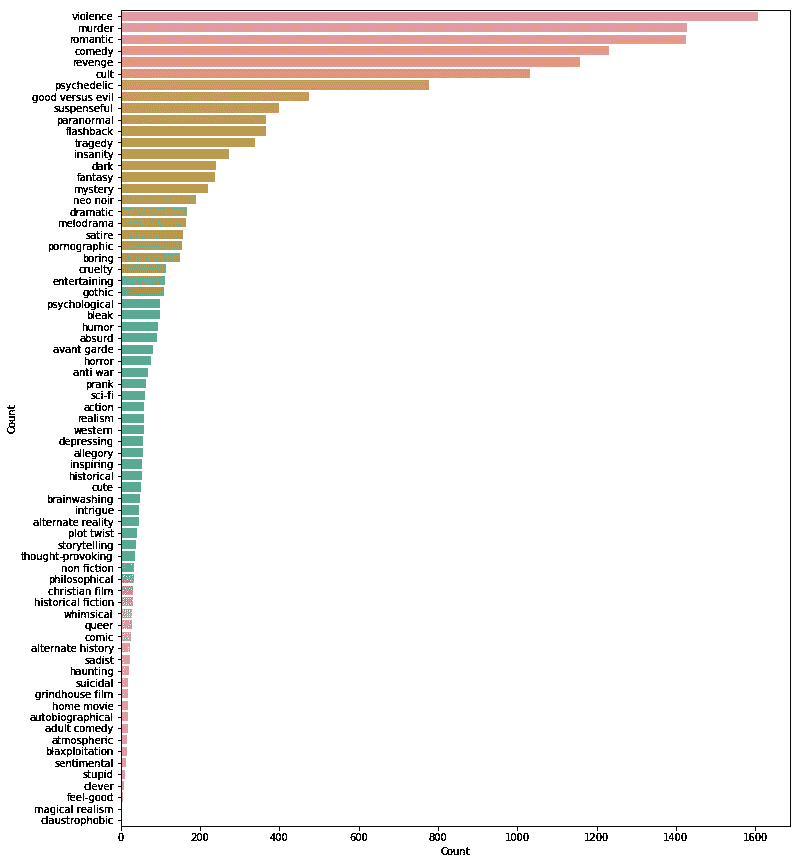 violence
murder
romantic
comedy
revenge
cult
psychedelic
good versus evil
suspenseful
paranormal
flashback
tragedy
insanity
dark
fantasy
mystery
neo noir
dramatic
melodrama
satire
pornographic
boring
cruelty
entertaining
gothic
psychological
bleak
humor
absurd
avant garde
horror
anti war
prank
sci-fi
action
realism
western
depressing
allegory
inspiring
historical
cute
brainwashing
intrigue
alternate reality
plot twist
storytelling
thought-provoking
non fiction
philosophical
christian film
historical fiction
whimsical
queer
comic
alternate history
sadist
haunting
suicidal
grindhouse film
home movie
autobiographical
adult comedy
atmospheric
blaxploitation
sentimental
stupid
clever
feel-good
magical realism
claustrophobic
Count
0 200 400 600 800 1000 1200 1400 1600
Count